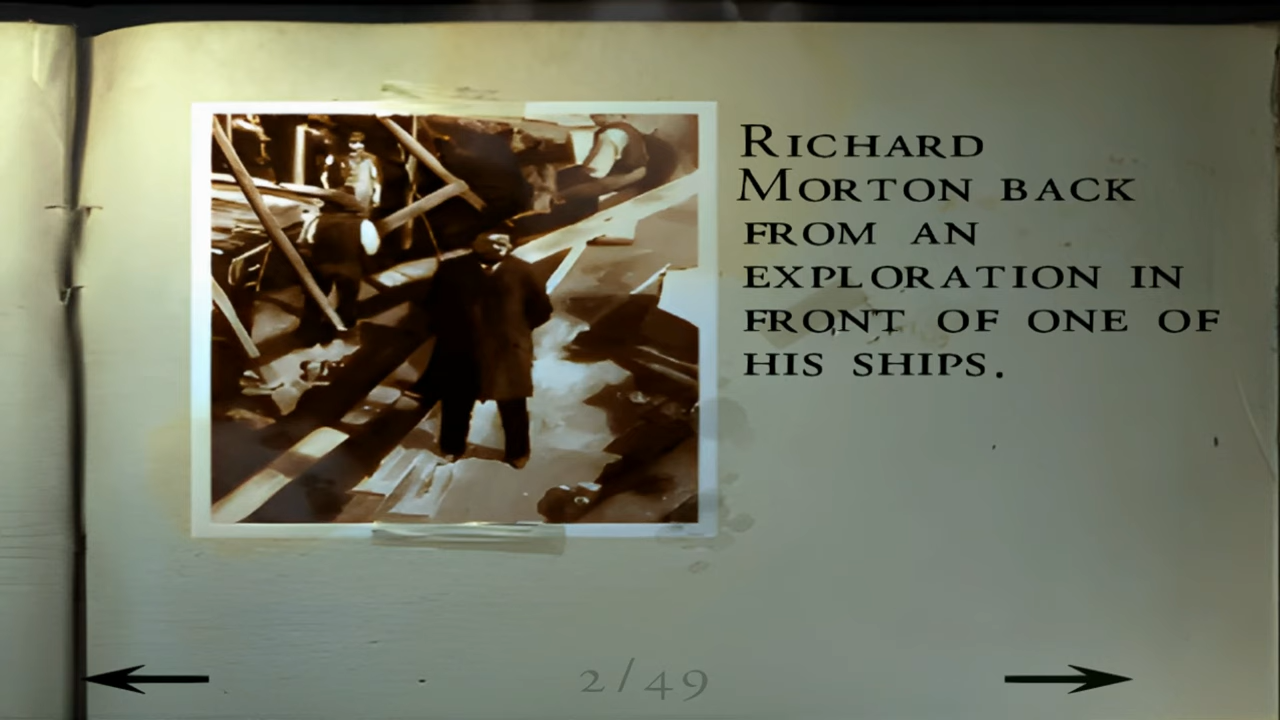 RICHARD
MORTON BACK
FROM AN
EXPLORATION IN
FRONT OF ONE OF
HIS SHIPS.
2/49